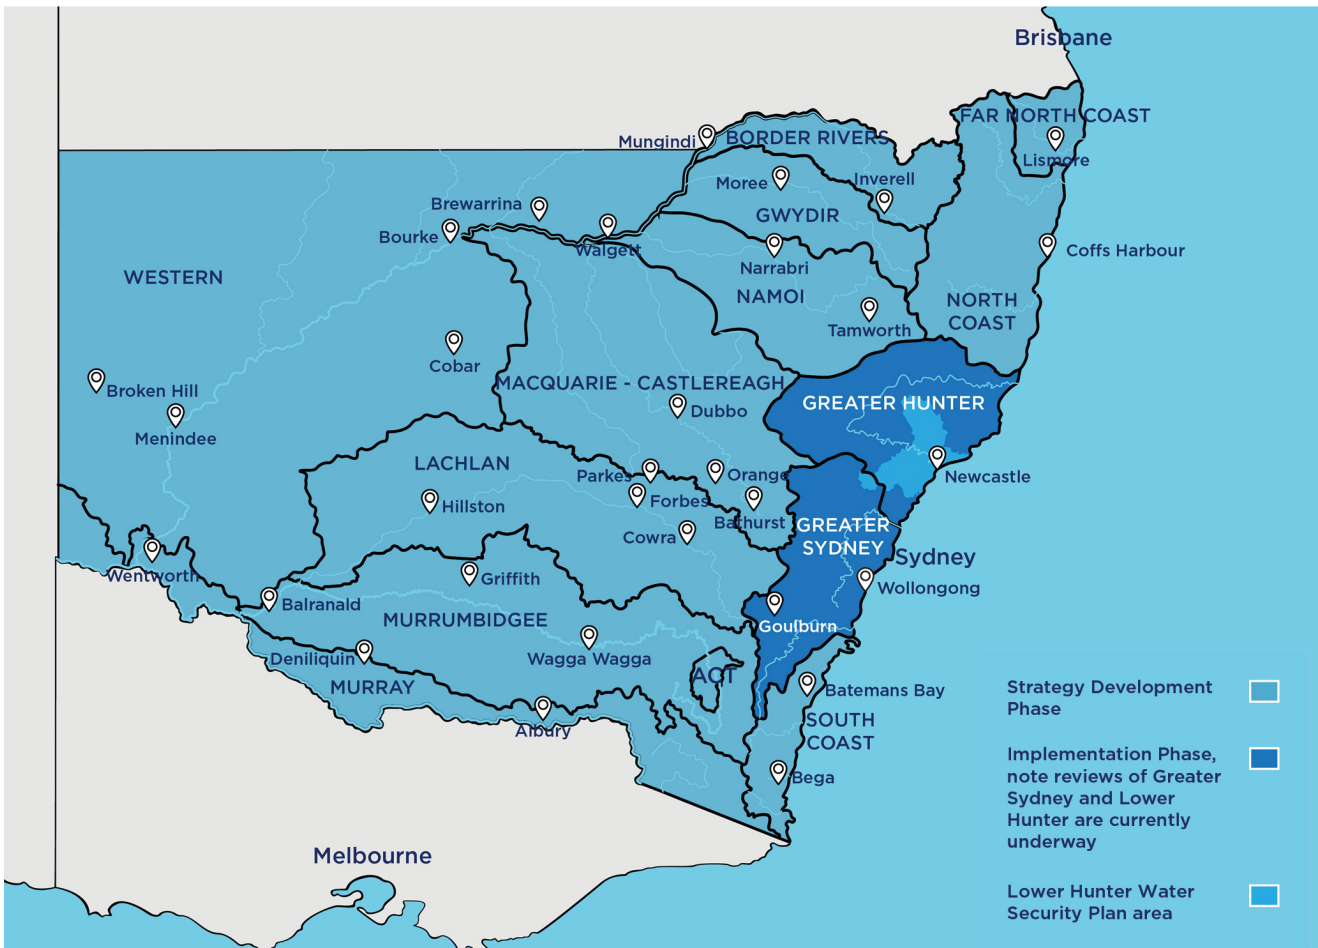 Brisbane
FAR NORTH COAST
Mungindi
BORDER RIVERS
Lismore
Moree
Inverell
Brewarrina
GWYDIR
Bourke
Walgett
Coffs Harbour
WESTERN
Narrabri
NAMOI
NORTH
COAST
Tamworth
Cobar
MACQUARIE - CASTLEREAGH
Broken Hill
Dubbo
GREATER HUNTER
Menindee
LACHLAN
Parkes
Orange
Newcastle
Hillston
Forbes
Bathurst
GREATER
SYDNEY
Cowra
Sydney
Wentworth
Griffith
Wollongong
Balranald
MURRUMBIDGEE
Goulburn
Deniliquin
Wagga Wagga
ACT
MURRAY
Batemans Bay
SOUTH
COAST
Albury
Bega
Melbourne
Strategy Development
Phase
Implementation Phase,
note reviews of Greater
Sydney and Lower
Hunter are currently
underway
Lower Hunter Water
Security Plan area